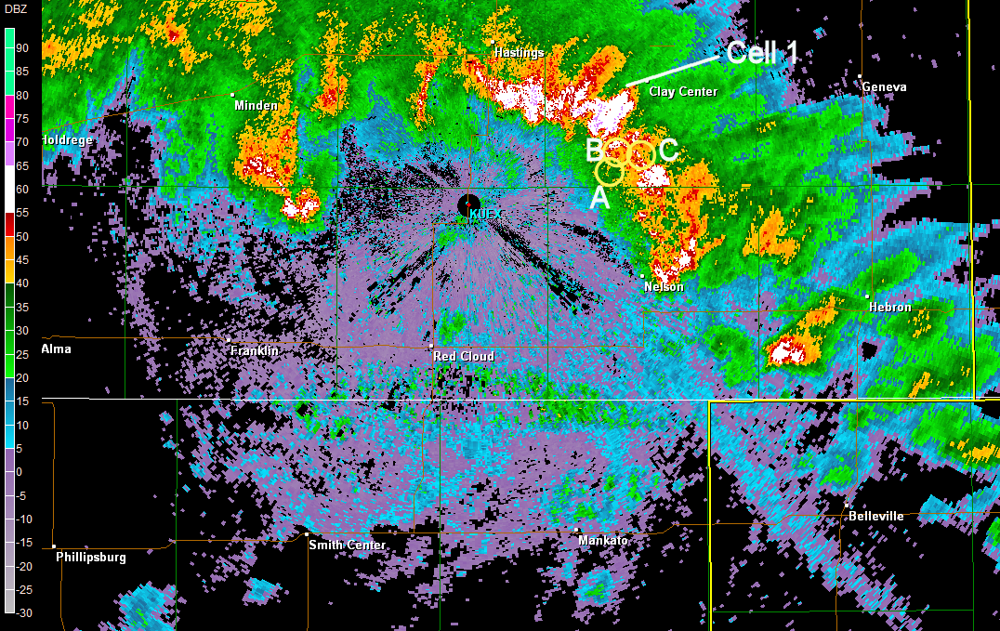 DBZ
90
85
80
75
70
65
60
55
50
45
40
35
30
25
20
15
10
5
0
-5
-10
-15
-20
-25
-30
Hastings
Cell 1
Clay Center
Geneva
Minden
Holdrege
B
C
A
KUEX
Nelson
Hebron
Alma
Franklin
Red Cloud
Belleville
Mankato
Smith Center
Phillipsburg